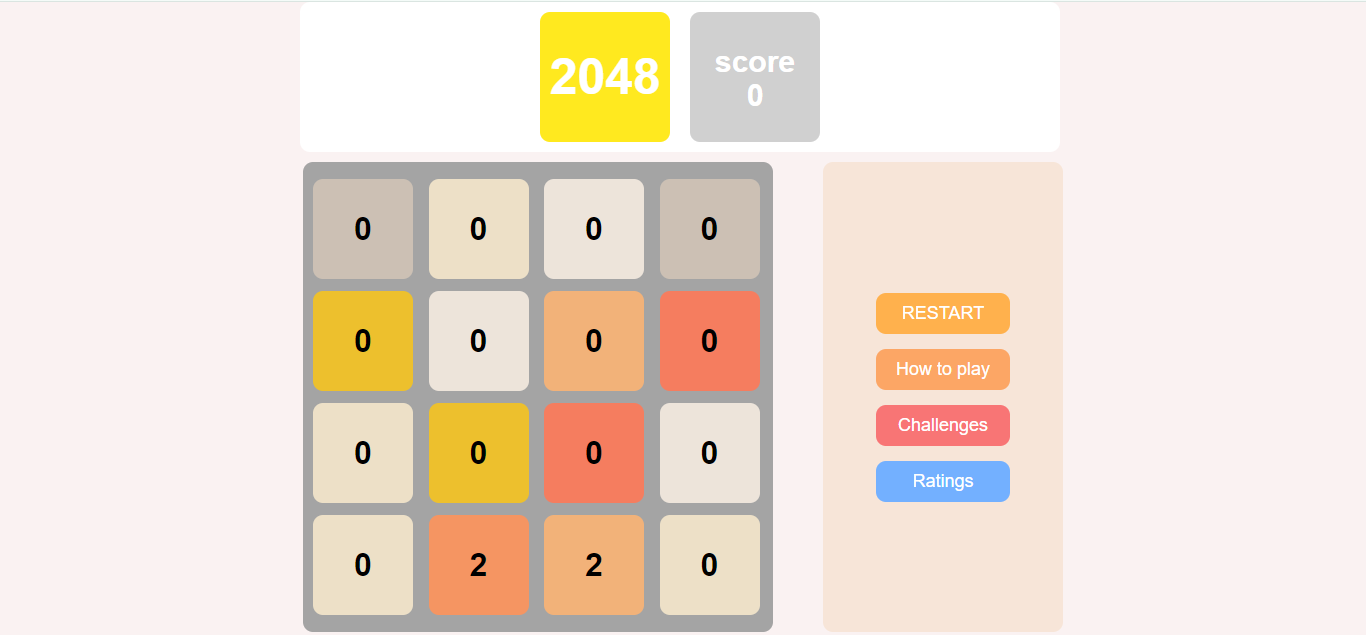 2048
score
0
0 0 0 0
0 0 0 0
0 0 0 0
0 2 2 0
RESTART
How to play
Challenges
Ratings